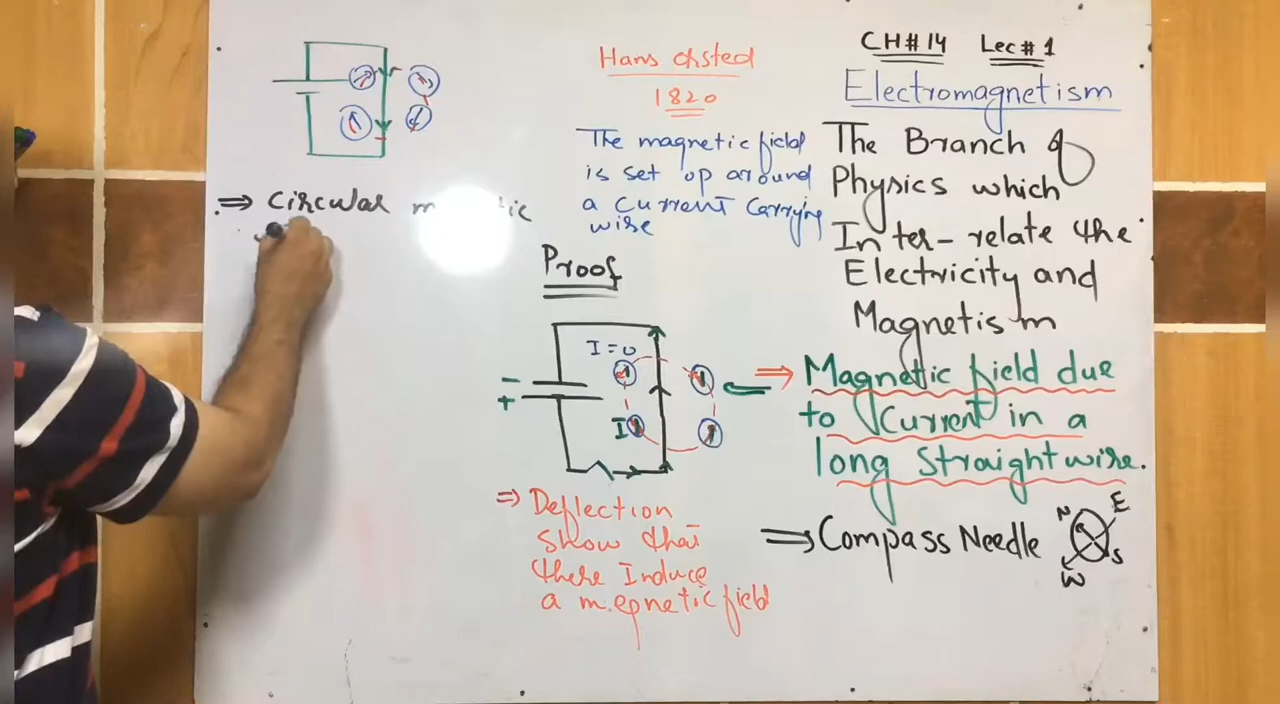 CH#14 Lec#1
Electromagnetism
The Branch of
Physics which
Inter-relate the
Electricity and
Magnetism
Magnetic field due
to Current in a
long Straight wire.
⇒ Compass Needle
N E
W S
Hans Orsted
1820
The magnetic field
is set up around
a current carrying
wire
Proof
I=0
-
+
I
⇒ Deflection
show that
there Induce
a m.egnetic field
⇒ Circular